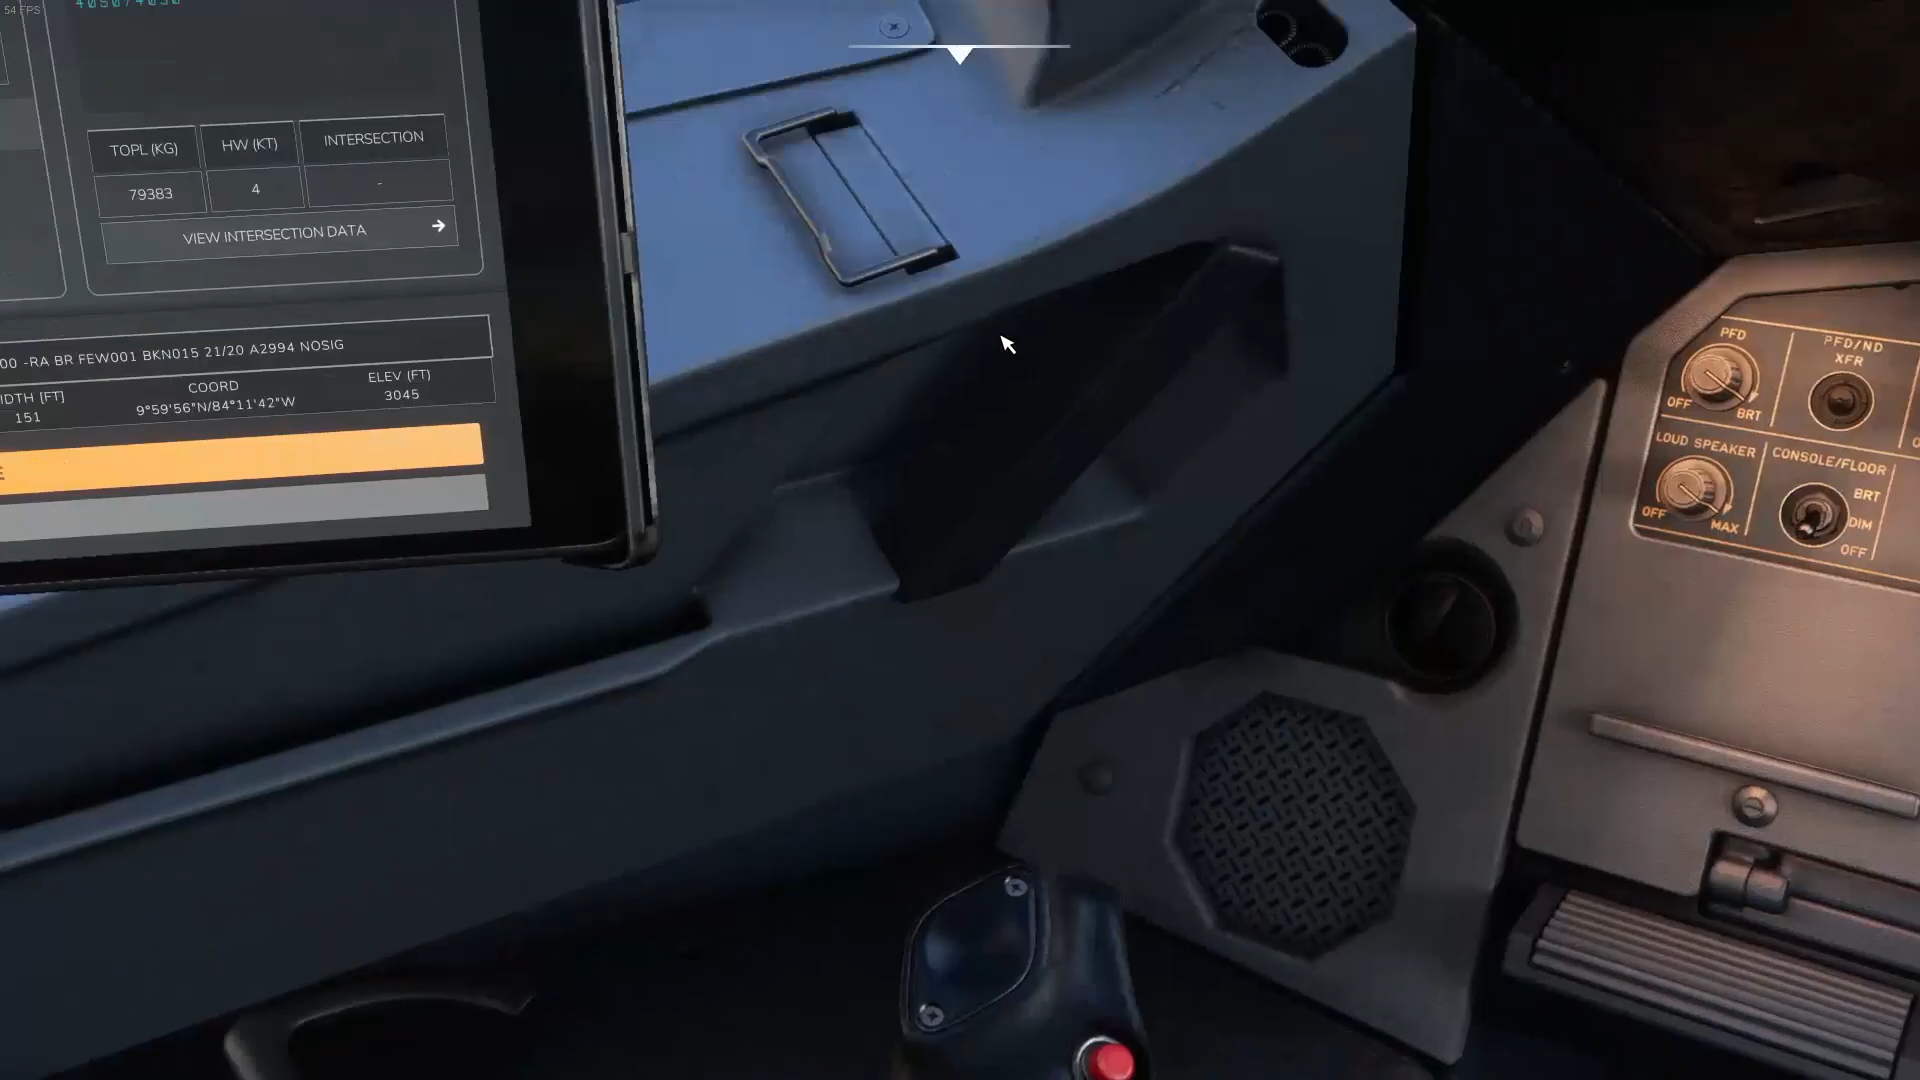 54 FPS
TOPL (KG) HW (KT) INTERSECTION
79383 4 -
VIEW INTERSECTION DATA
00 -RA BR FEW001 BKN015 21/20 A2994 NOSIG
IDTH [FT] COORD ELEV (FT)
151 9°59'56"N/84°11'42"W 3045
PFD
OFF BRT
PFD/ND
XFR
LOUD SPEAKER
OFF MAX
CONSOLE/FLOOR
BRT
DIM
OFF